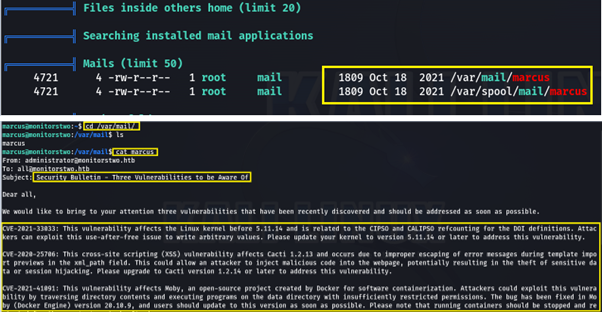 Files inside others home (limit 20)
Searching installed mail applications
Mails (limit 50)
4721 4 -rw-r--r-- 1 root mail 1809 Oct 18 2021 /var/mail/marcus
4721 4 -rw-r--r-- 1 root mail 1809 Oct 18 2021 /var/spool/mail/marcus
marcus@monitorstwo:~$ cd /var/mail/
marcus@monitorstwo:/var/mail$ ls
marcus
marcus@monitorstwo:/var/mail$ cat marcus
From: administrator@monitorstwo.htb
To: all@monitorstwo.htb
Subject: Security Bulletin - Three Vulnerabilities to be Aware Of
Dear all,
We would like to bring to your attention three vulnerabilities that have been recently discovered and should be addressed as soon as possible.
CVE-2021-33033: This vulnerability affects the Linux kernel before 5.11.14 and is related to the CIPSO and CALIPSO refcounting for the DOI definitions. Attac
kers can exploit this use-after-free issue to write arbitrary values. Please update your kernel to version 5.11.14 or later to address this vulnerability.
CVE-2020-25706: This cross-site scripting (XSS) vulnerability affects Cacti 1.2.13 and occurs due to improper escaping of error messages during template impo
rt previews in the xml_path field. This could allow an attacker to inject malicious code into the webpage, potentially resulting in the theft of sensitive da
ta or session hijacking. Please upgrade to Cacti version 1.2.14 or later to address this vulnerability.
CVE-2021-41091: This vulnerability affects Moby, an open-source project created by Docker for software containerization. Attackers could exploit this vulnera
bility by traversing directory contents and executing programs on the data directory with insufficiently restricted permissions. The bug has been fixed in Mo
by (Docker Engine) version 20.10.9, and users should update to this version as soon as possible. Please note that running containers should be stopped and re